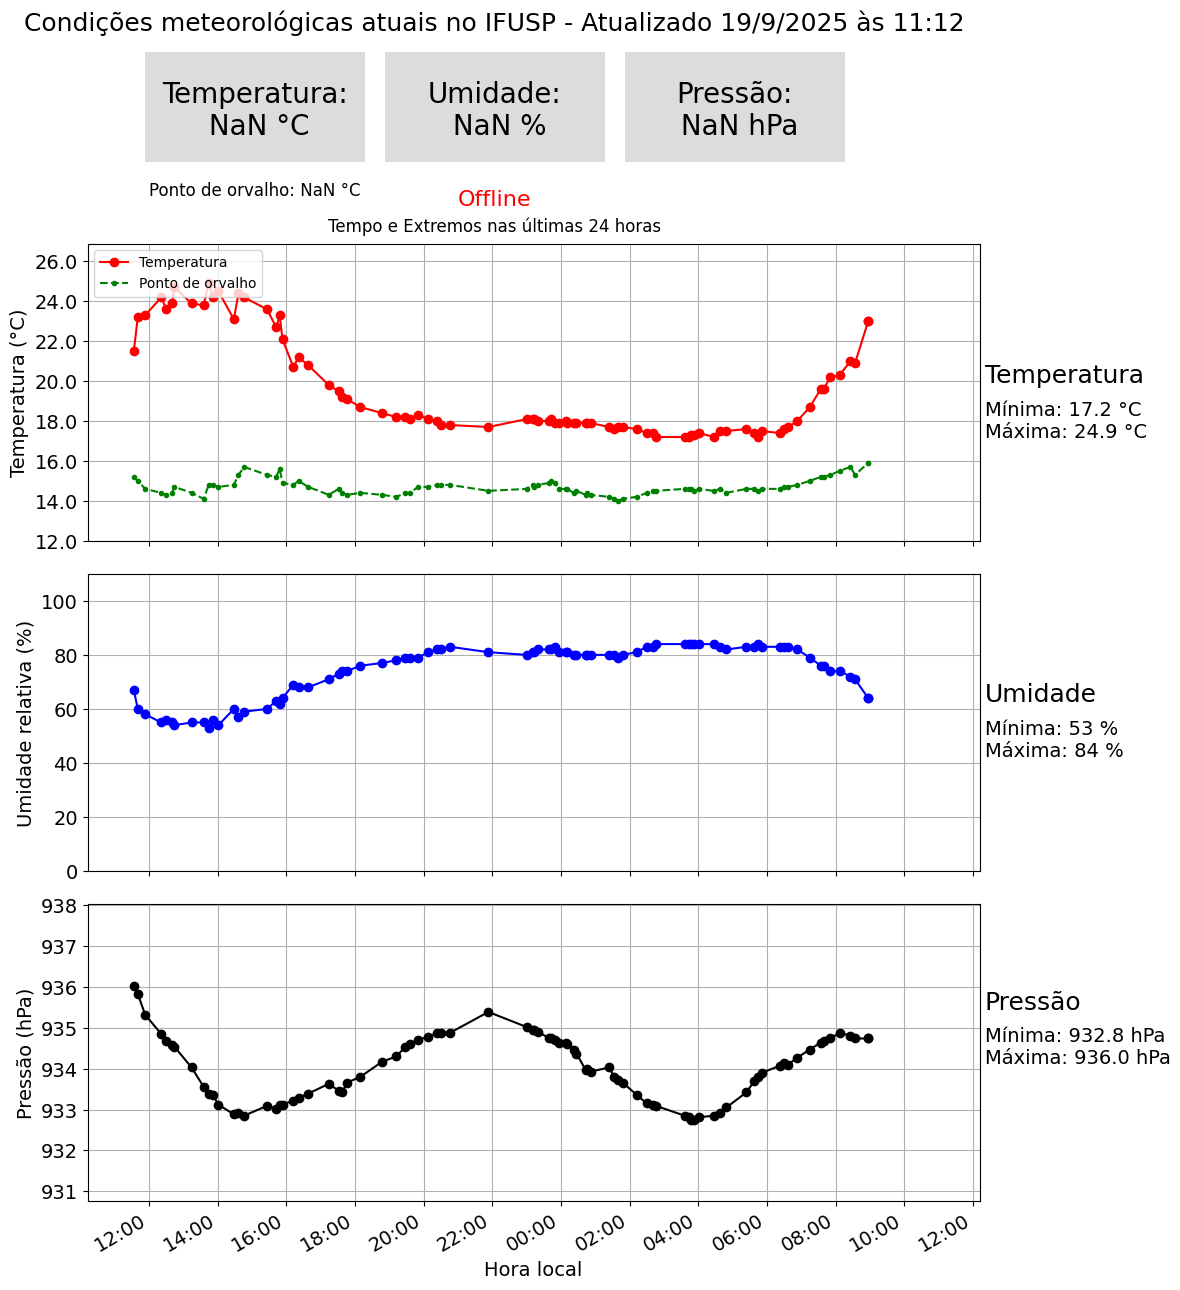 Condições meteorológicas atuais no IFUSP - Atualizado 19/9/2025 às 11:12
Temperatura:
NaN °C
Umidade:
NaN %
Pressão:
NaN hPa
Ponto de orvalho: NaN °C
Offline
Tempo e Extremos nas últimas 24 horas
Temperatura
Ponto de orvalho
Temperatura (°C)
26.0
24.0
22.0
20.0
18.0
16.0
14.0
12.0
Temperatura
Mínima: 17.2 °C
Máxima: 24.9 °C
Umidade relativa (%)
100
80
60
40
20
0
Umidade
Mínima: 53 %
Máxima: 84 %
Pressão (hPa)
938
937
936
935
934
933
932
931
Pressão
Mínima: 932.8 hPa
Máxima: 936.0 hPa
12:00 14:00 16:00 18:00 20:00 22:00 00:00 02:00 04:00 06:00 08:00 10:00 12:00
Hora local